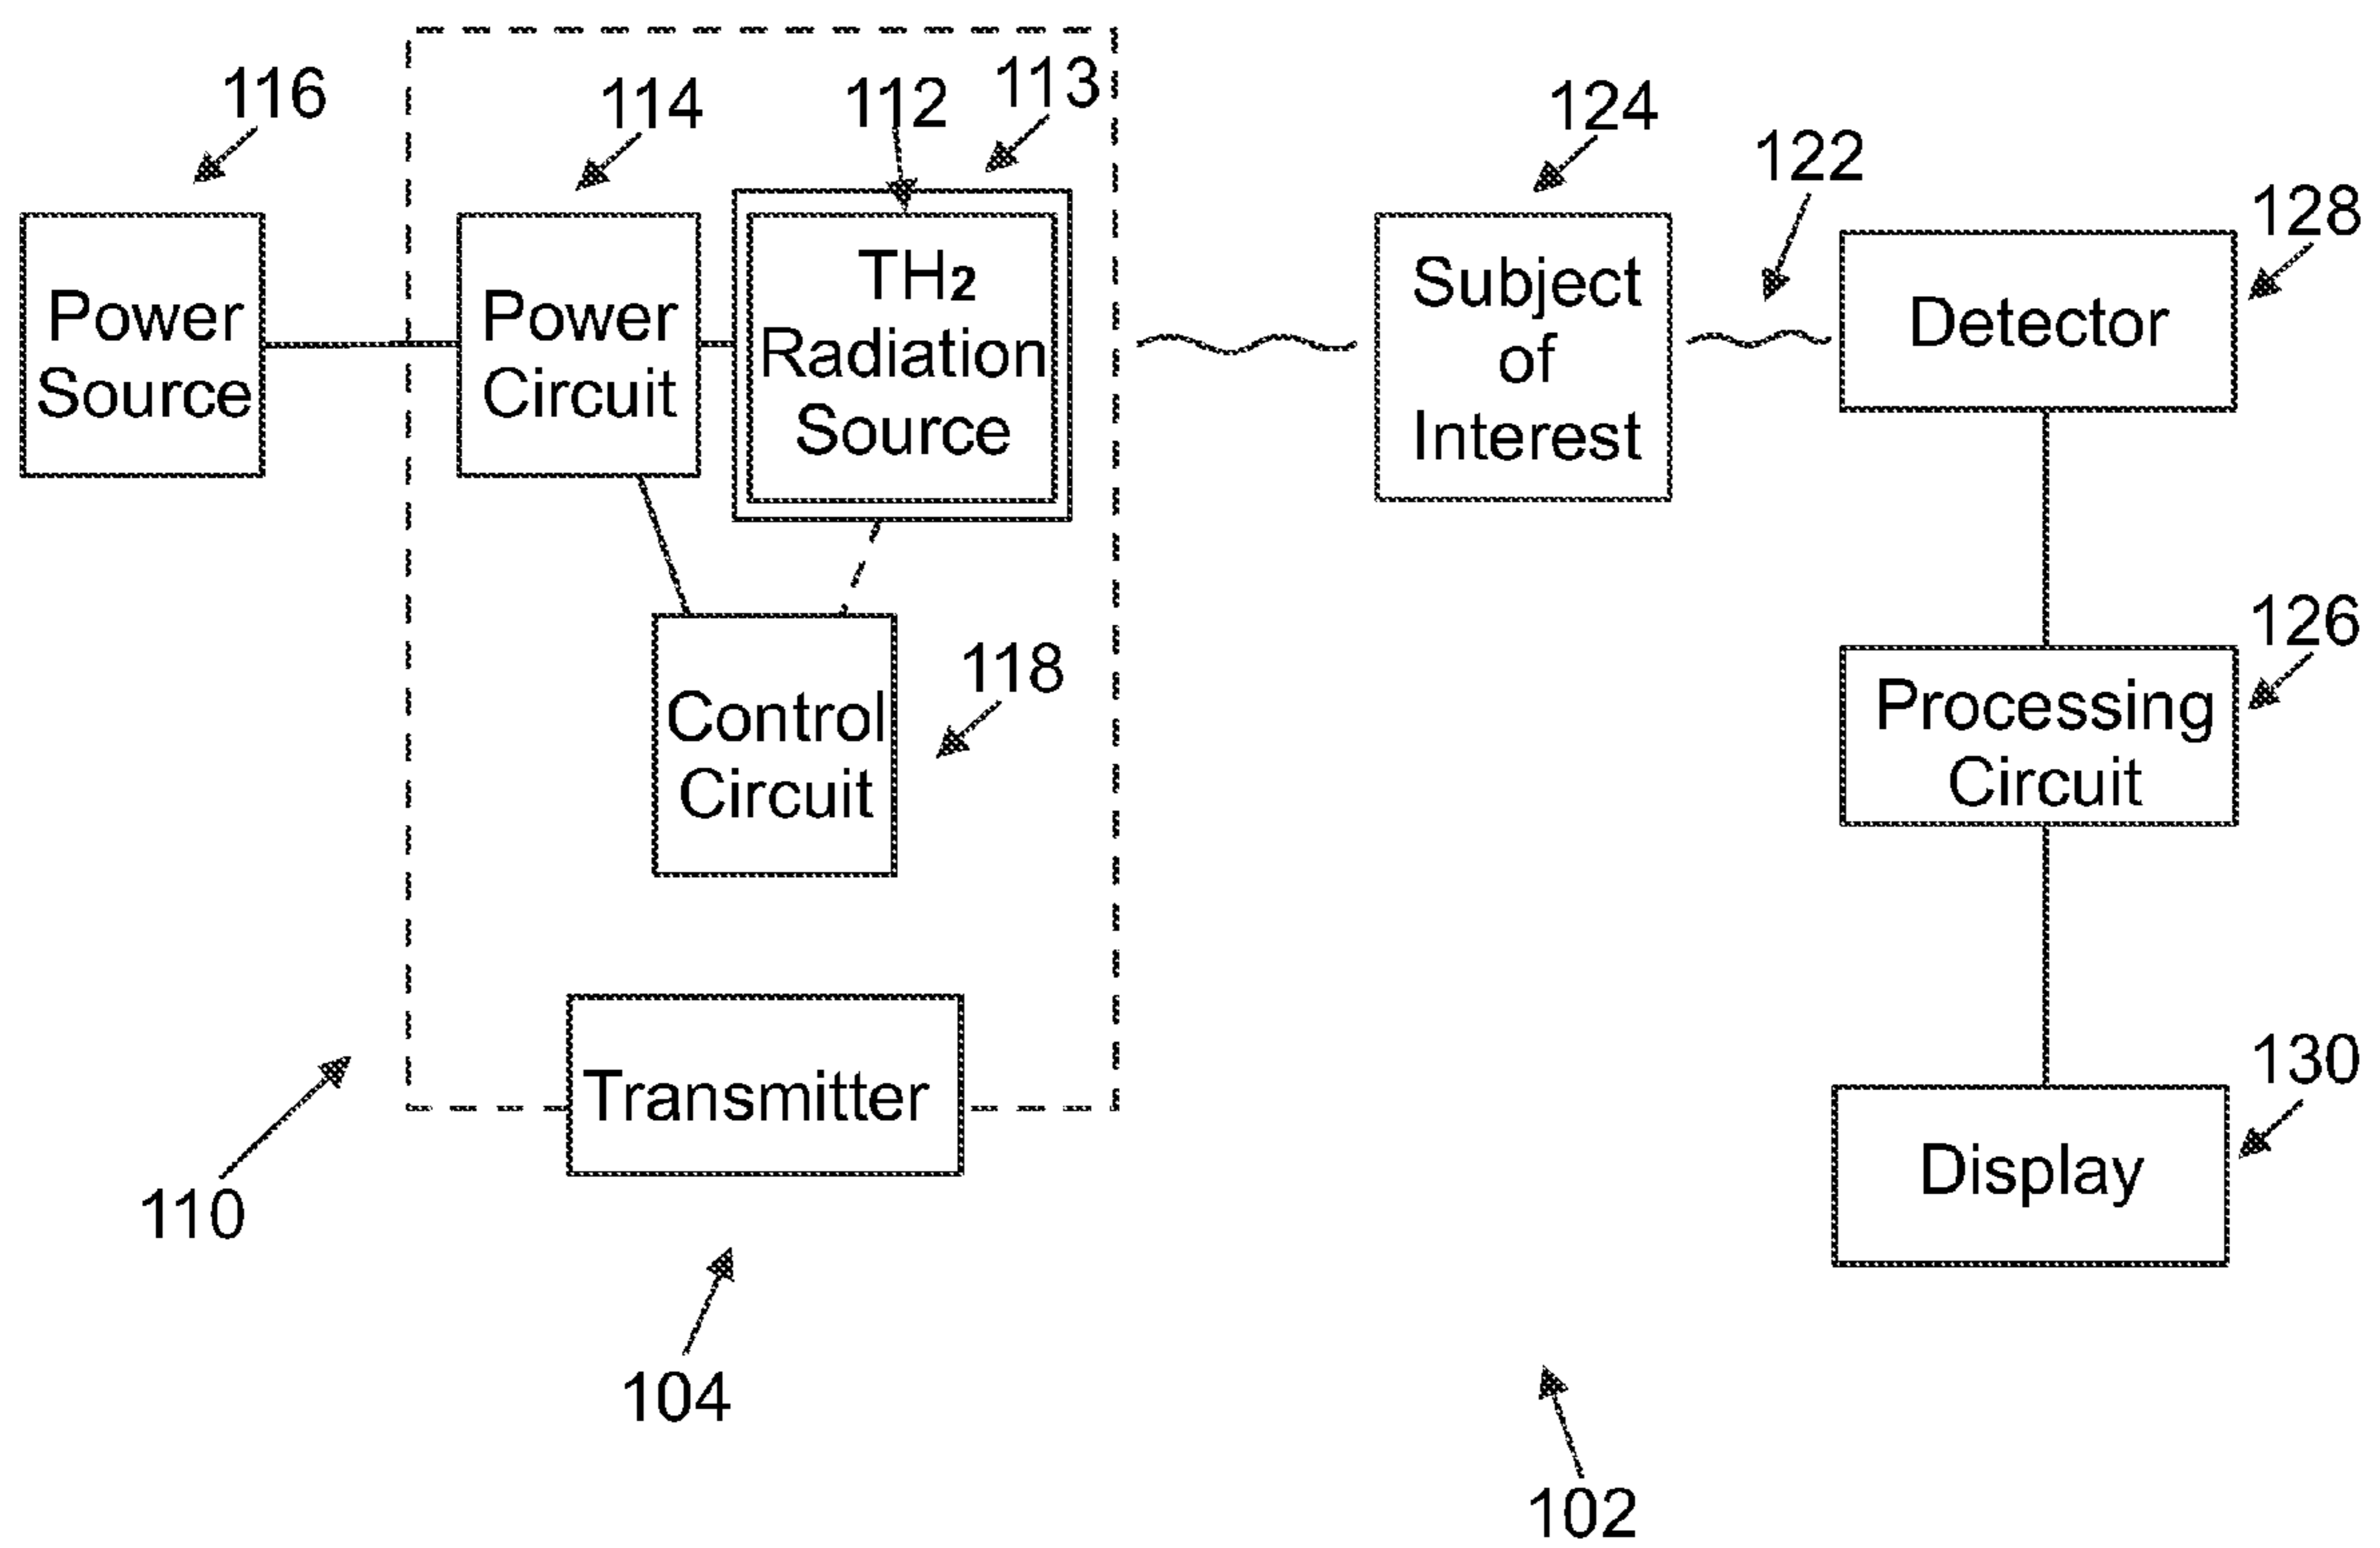 116
114
112
113
124
122
128
Power
Source
Power
Circuit
TH₂
Radiation
Source
Subject
of
Interest
Detector
118
Control
Circuit
126
Processing
Circuit
Transmitter
110
104
130
Display
102